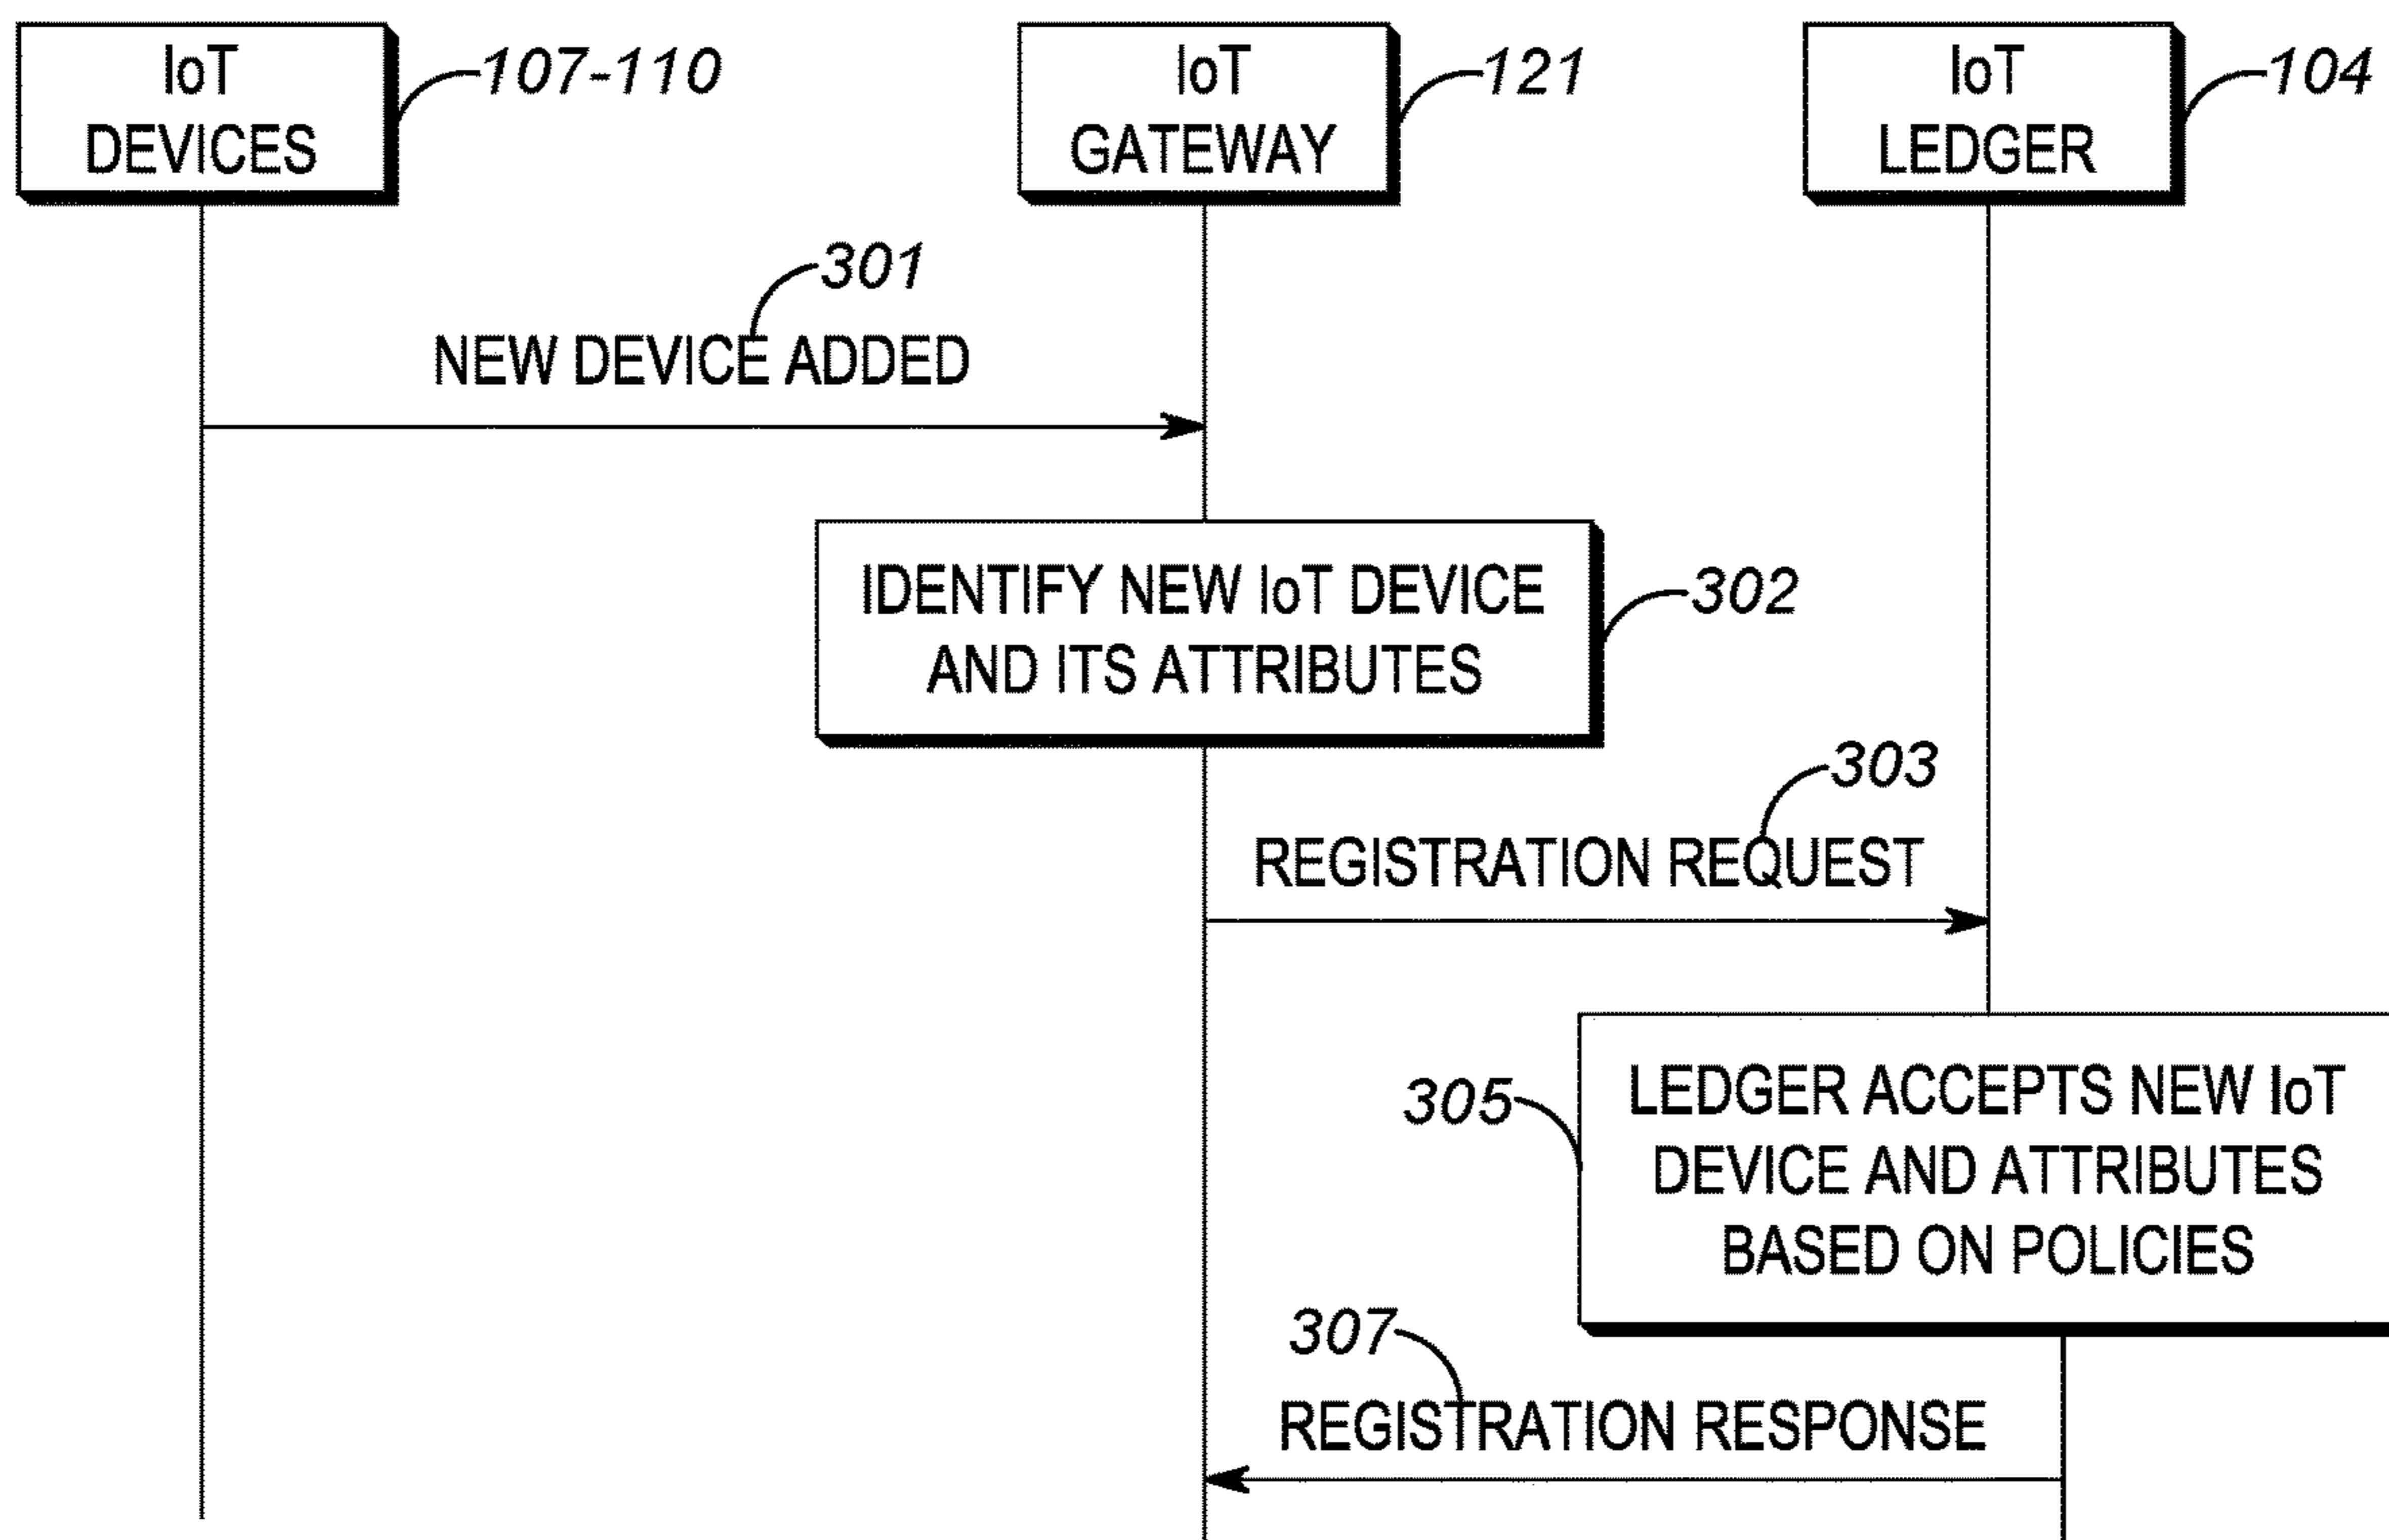 IoT
DEVICES
107-110
IoT
GATEWAY
121
IoT
LEDGER
104
301
NEW DEVICE ADDED
IDENTIFY NEW IoT DEVICE
AND ITS ATTRIBUTES
302
303
REGISTRATION REQUEST
305
LEDGER ACCEPTS NEW IoT
DEVICE AND ATTRIBUTES
BASED ON POLICIES
307
REGISTRATION RESPONSE